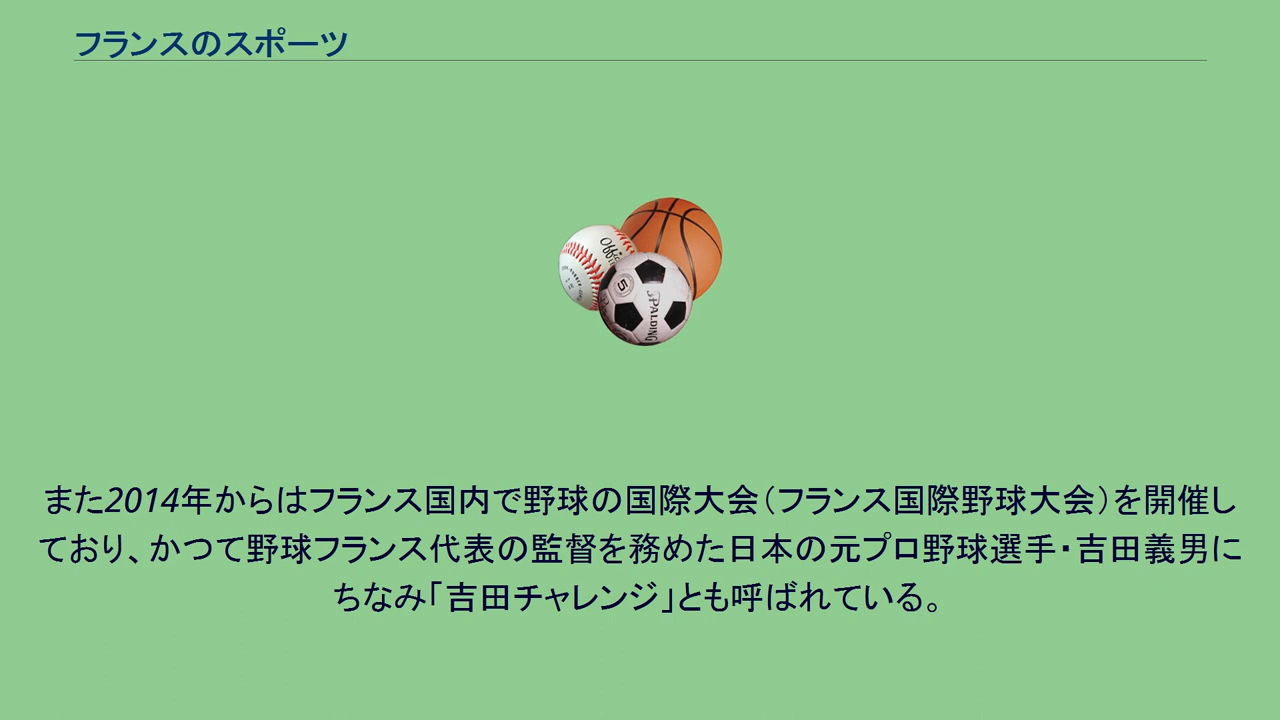 フランスのスポーツ
Offic
5
SPALDING
また2014年からはフランス国内で野球の国際大会（フランス国際野球大会）を開催し
ており、かつて野球フランス代表の監督を務めた日本の元プロ野球選手・吉田義男に
ちなみ「吉田チャレンジ」とも呼ばれている。